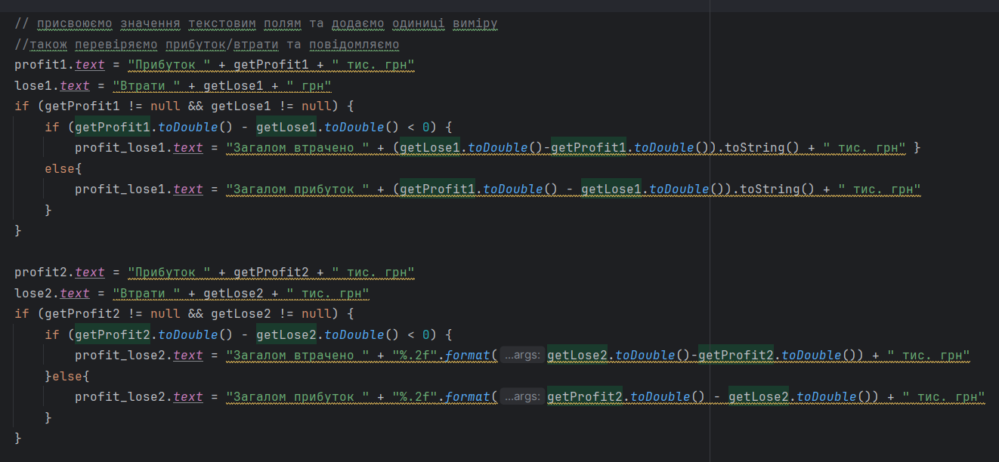 // присвоюємо значення текстовим полям та додаємо одиниці виміру
//також перевіряємо прибуток/втрати та повідомляємо
profit1.text = "Прибуток " + getProfit1 + " тис. грн"
lose1.text = "Втрати " + getLose1 + " грн"
if (getProfit1 != null && getLose1 != null) {
if (getProfit1.toDouble() - getLose1.toDouble() < 0) {
profit_lose1.text = "Загалом втрачено " + (getLose1.toDouble()-getProfit1.toDouble()).toString() + " тис. грн" }
else{
profit_lose1.text = "Загалом прибуток " + (getProfit1.toDouble() - getLose1.toDouble()).toString() + " тис. грн"
}
}
profit2.text = "Прибуток " + getProfit2 + " тис. грн"
lose2.text = "Втрати " + getLose2 + " тис. грн"
if (getProfit2 != null && getLose2 != null) {
if (getProfit2.toDouble() - getLose2.toDouble() < 0) {
profit_lose2.text = "Загалом втрачено " + "%.2f".format( ...args: getLose2.toDouble()-getProfit2.toDouble()) + " тис. грн"
}else{
profit_lose2.text = "Загалом прибуток " + "%.2f".format( ...args: getProfit2.toDouble() - getLose2.toDouble()) + " тис. грн"
}
}